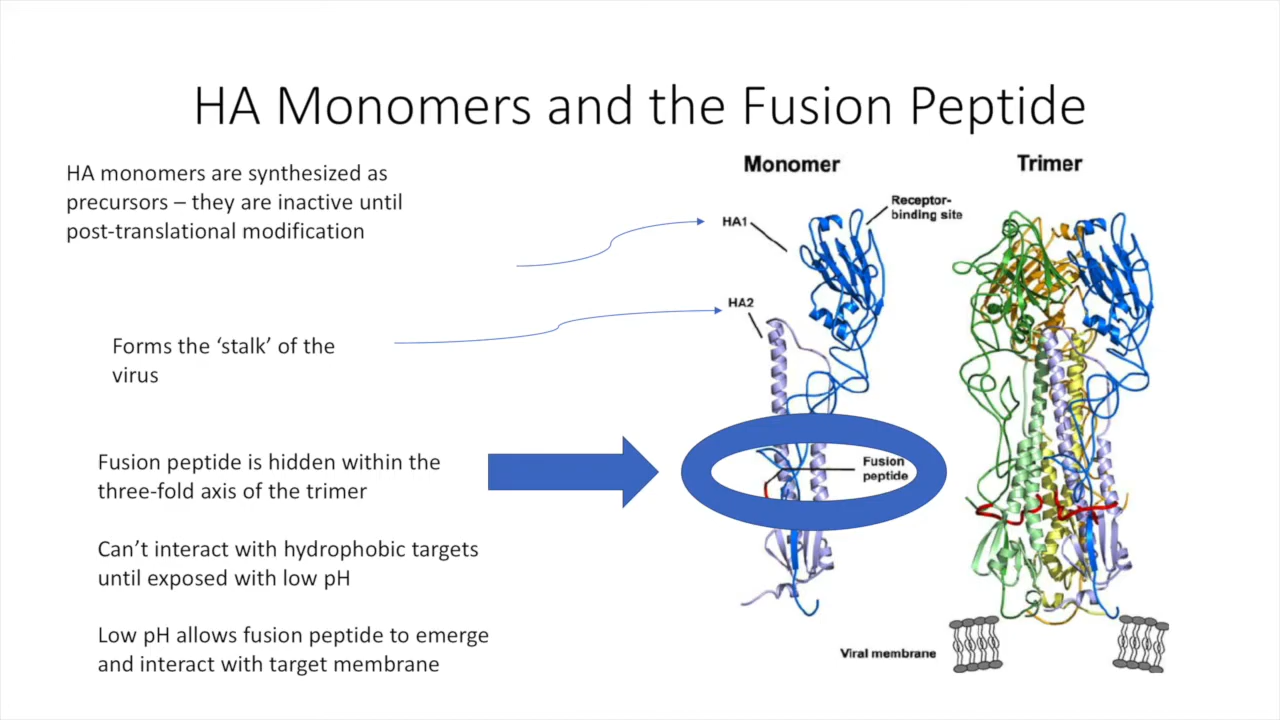 HA Monomers and the Fusion Peptide
HA monomers are synthesized as
precursors – they are inactive until
post-translational modification
Forms the ‘stalk’ of the
virus
Fusion peptide is hidden within the
three-fold axis of the trimer
Can’t interact with hydrophobic targets
until exposed with low pH
Low pH allows fusion peptide to emerge
and interact with target membrane
Monomer
HA1
Receptor-
binding site
HA2
Fusion
peptide
Trimer
Viral membrane